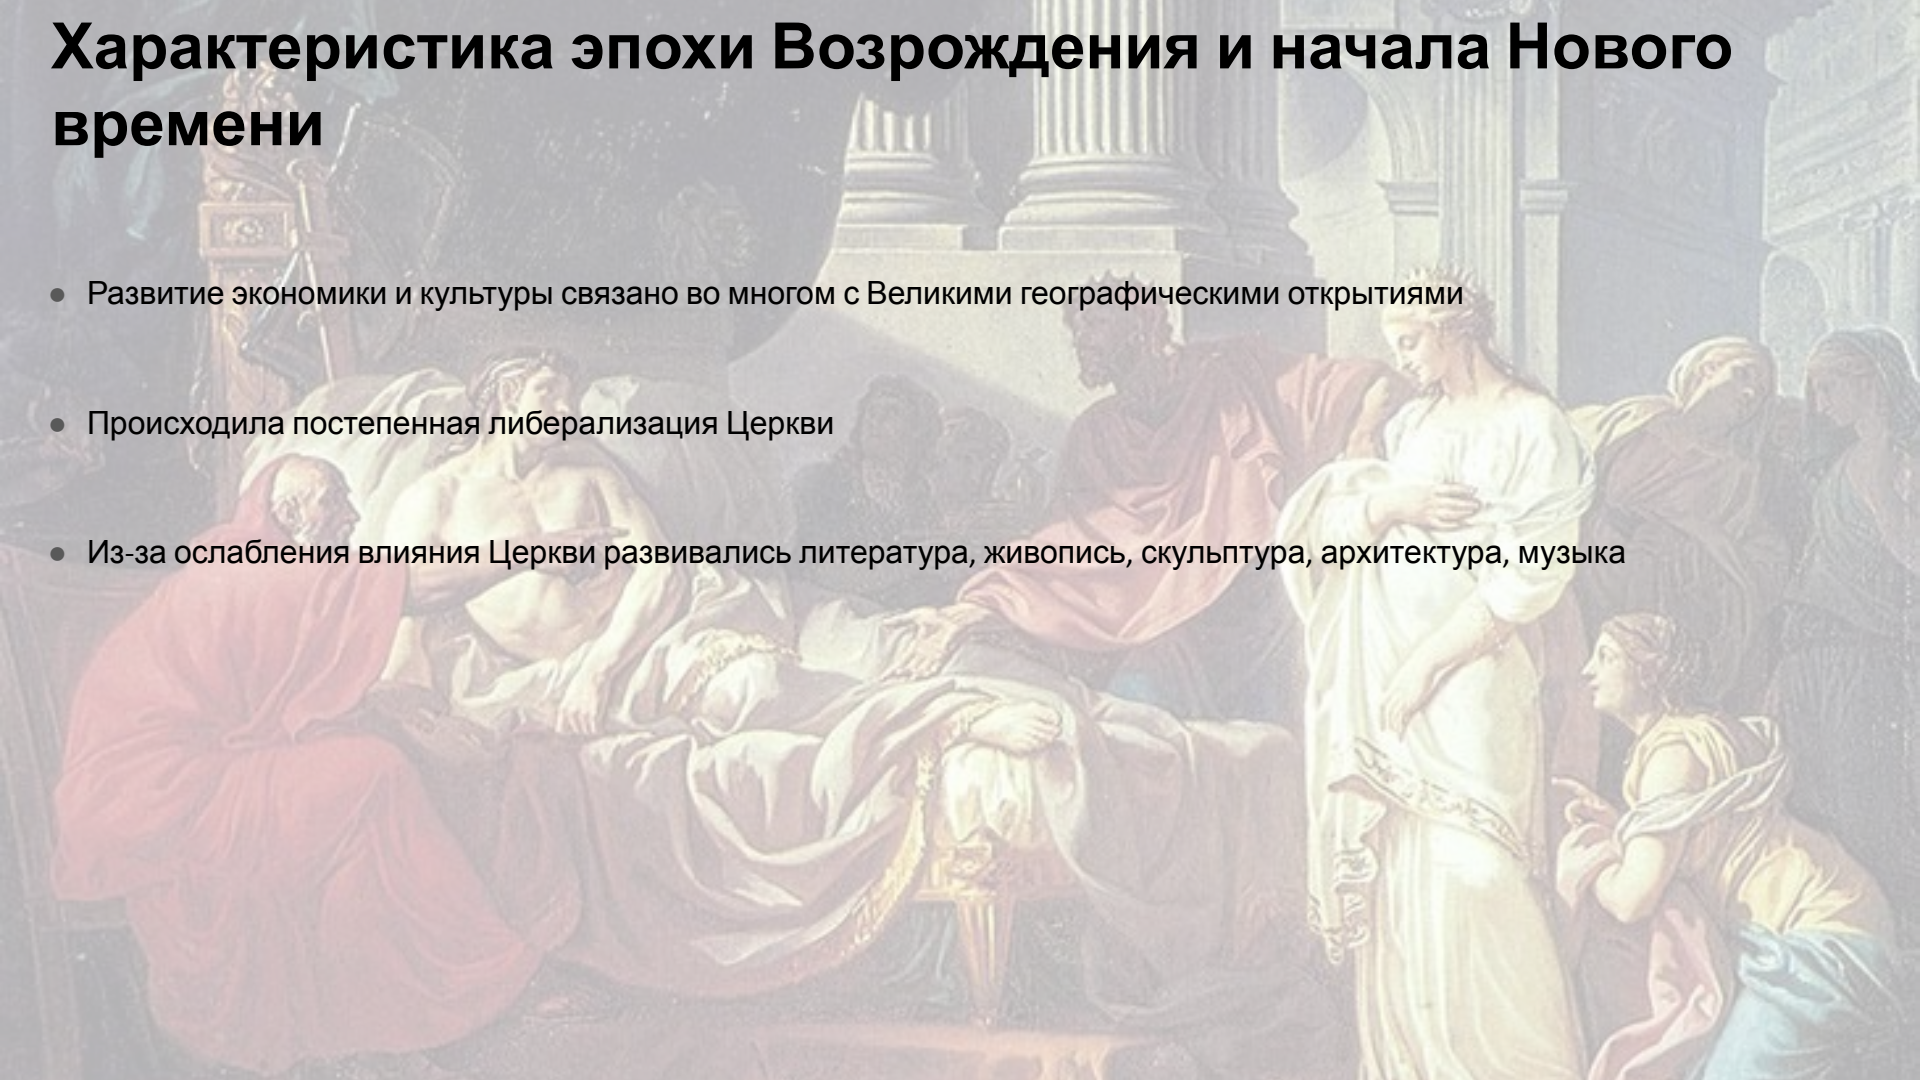 Характеристика эпохи Возрождения и начала Нового
времени
● Развитие экономики и культуры связано во многом с Великими географическими открытиями
● Происходила постепенная либерализация Церкви
● Из-за ослабления влияния Церкви развивались литература, живопись, скульптура, архитектура, музыка